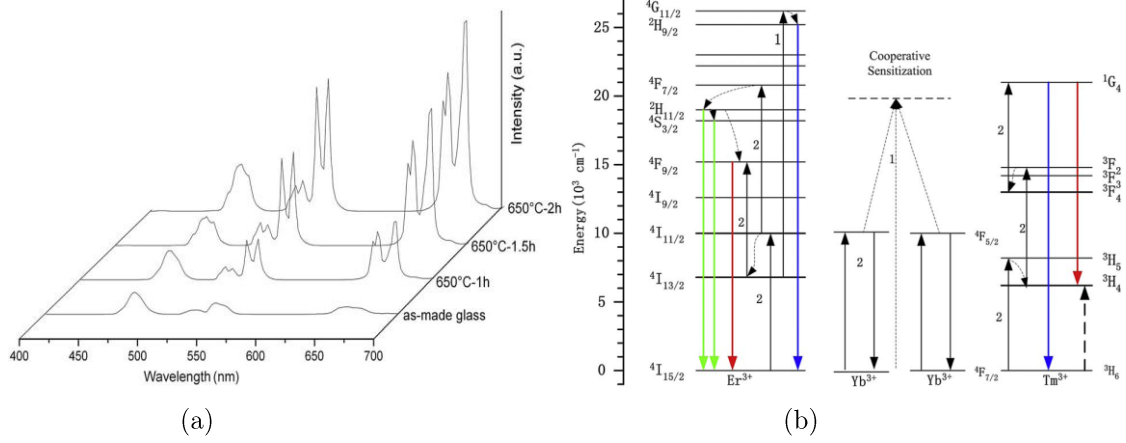 Intensity (a.u.)
650°C-2h
650°C-1.5h
650°C-1h
as-made glass
400 450 500 550 600 650 700
Wavelength (nm)
(a)
Energy (10³ cm⁻¹)
25
20
15
10
5
0
⁴G₁₁/₂
²H₉/₂
⁴F₇/₂
²H₁₁/₂
⁴S₃/₂
⁴F₉/₂
⁴I₉/₂
⁴I₁₁/₂
⁴I₁₃/₂
⁴I₁₅/₂
1
2
2
2
Er³⁺
Cooperative
Sensitization
1
2
2
Yb³⁺ Yb³⁺
⁴F₅/₂
⁴F₇/₂
2
2
2
¹G₄
³F₂
³F₃
³F₄
³H₅
³H₄
³H₆
Tm³⁺
(b)